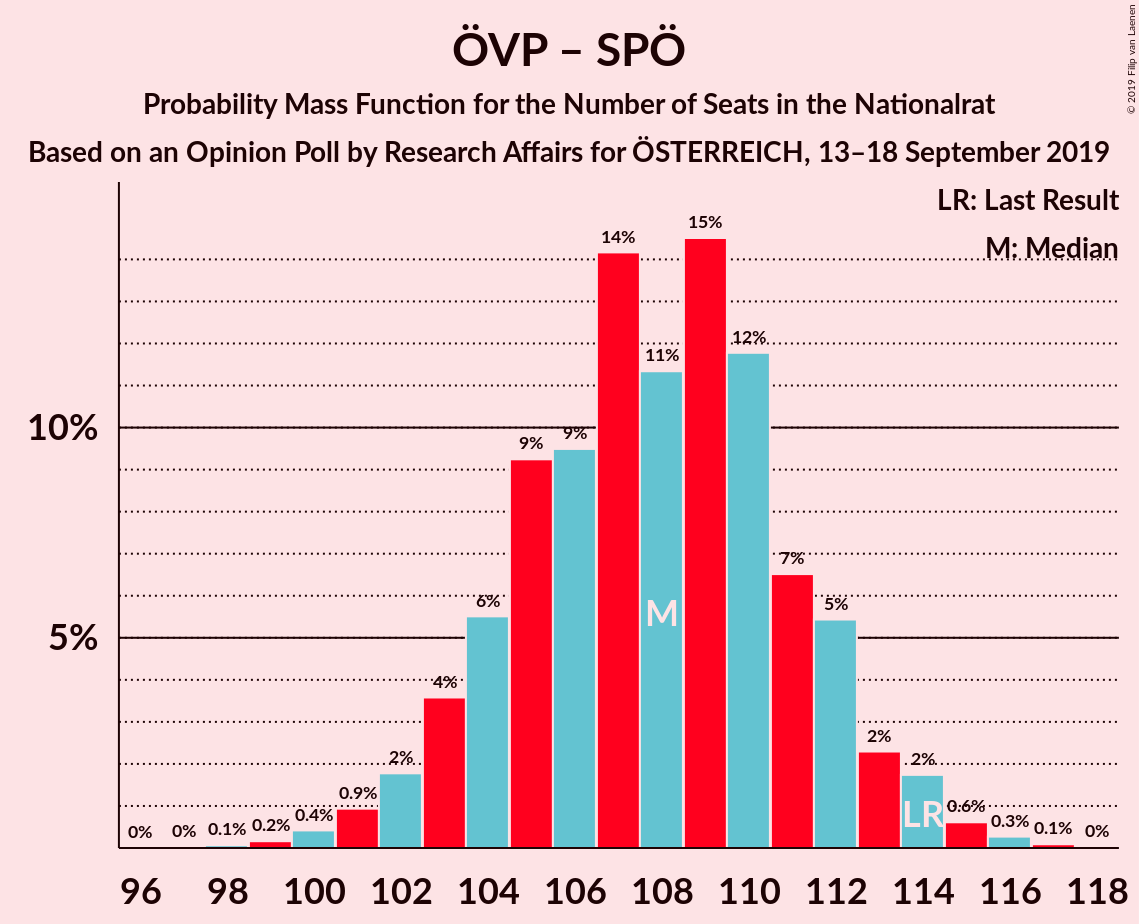 ÖVP – SPÖ
Probability Mass Function for the Number of Seats in the Nationalrat
Based on an Opinion Poll by Research Affairs for ÖSTERREICH, 13–18 September 2019
© 2019 Filip van Laenen
LR: Last Result
M: Median
10%
5%
0% 0% 0.1% 0.2% 0.4% 0.9% 2% 4% 6% 9% 9% 14% 11% 15% 12% 7% 5% 2% 2% 0.6% 0.3% 0.1% 0%
M
LR
96 98 100 102 104 106 108 110 112 114 116 118